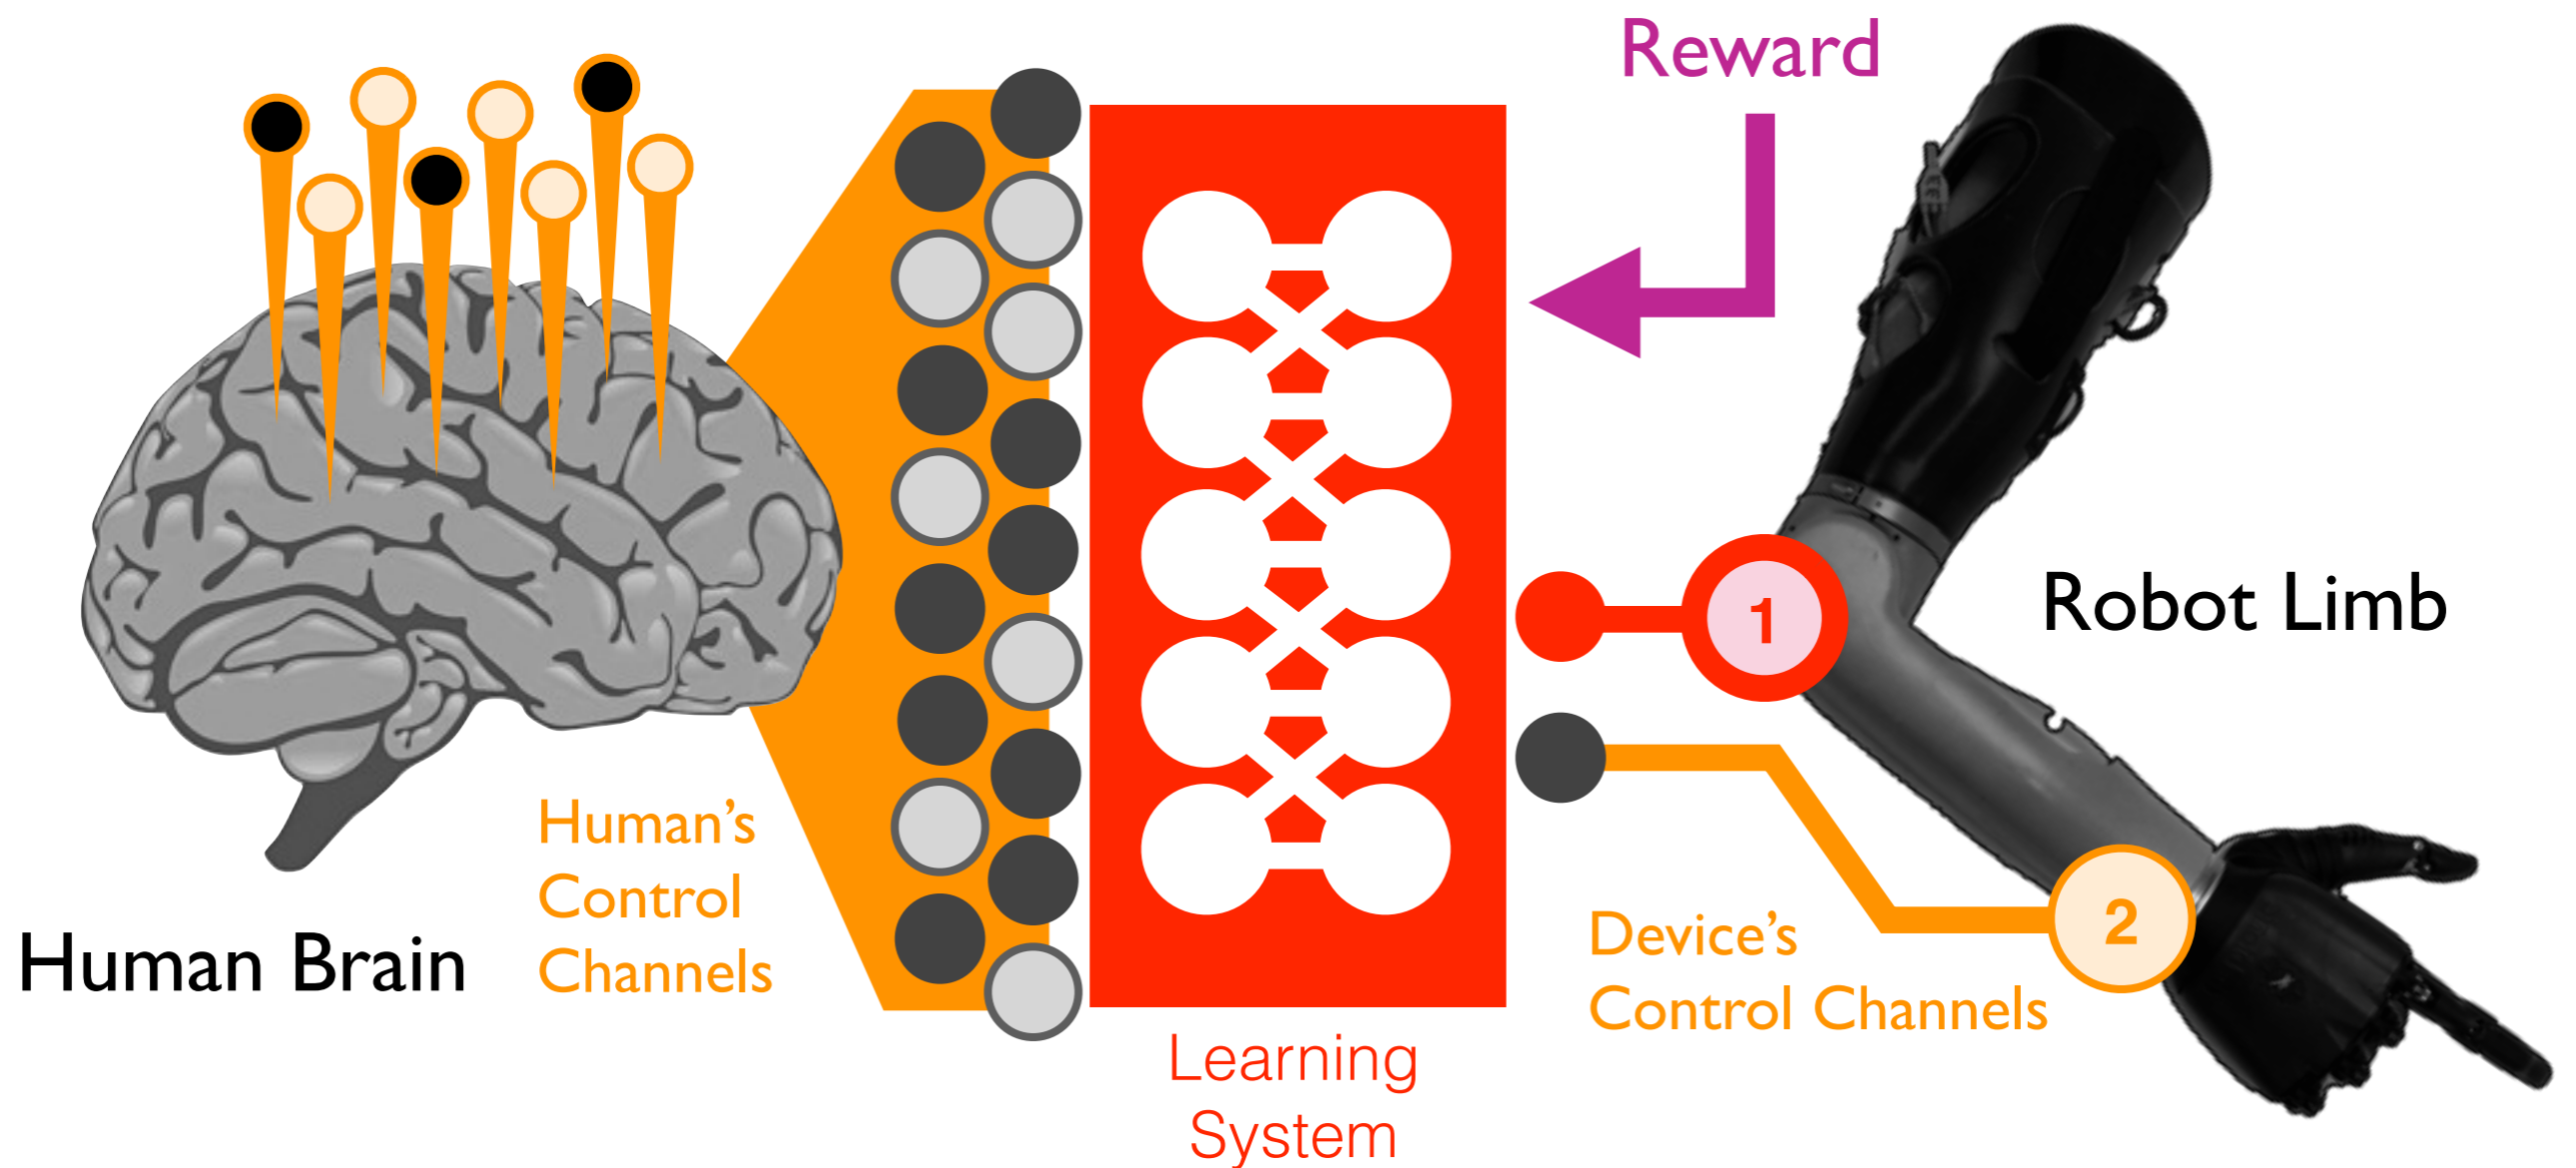 Reward
1
Robot Limb
2
Human's
Control
Channels
Human Brain
Device's
Control Channels
Learning
System